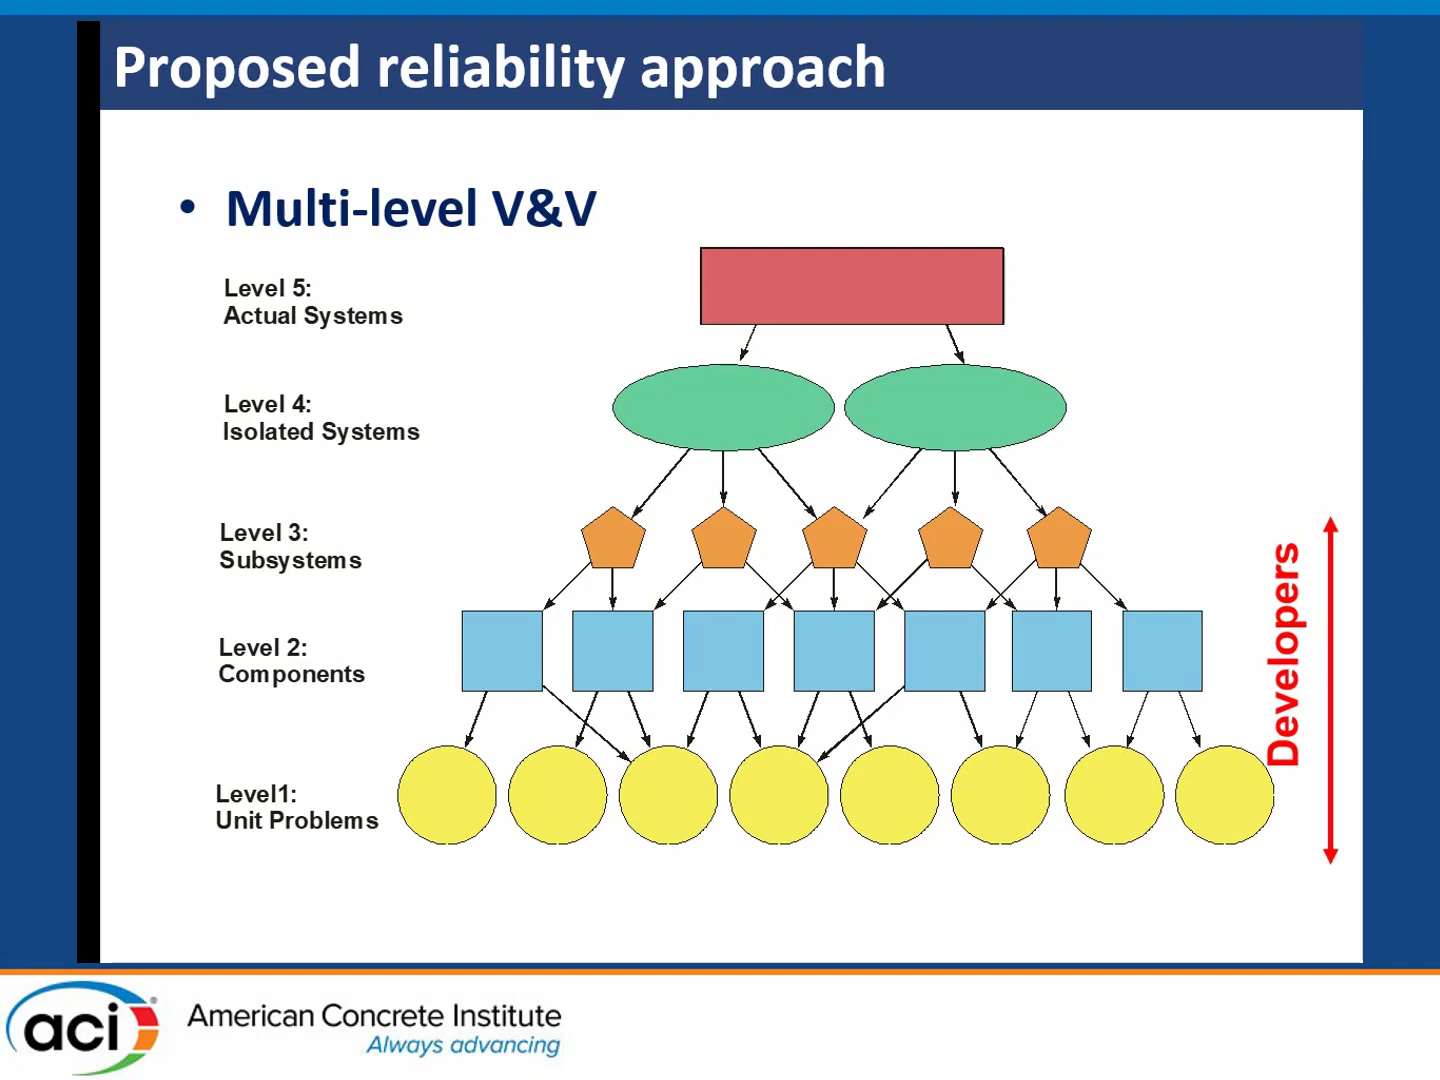 Proposed reliability approach
• Multi-level V&V
Level 5:
Actual Systems
Level 4:
Isolated Systems
Level 3:
Subsystems
Level 2:
Components
Level1:
Unit Problems
Developers
aci®
American Concrete Institute
Always advancing